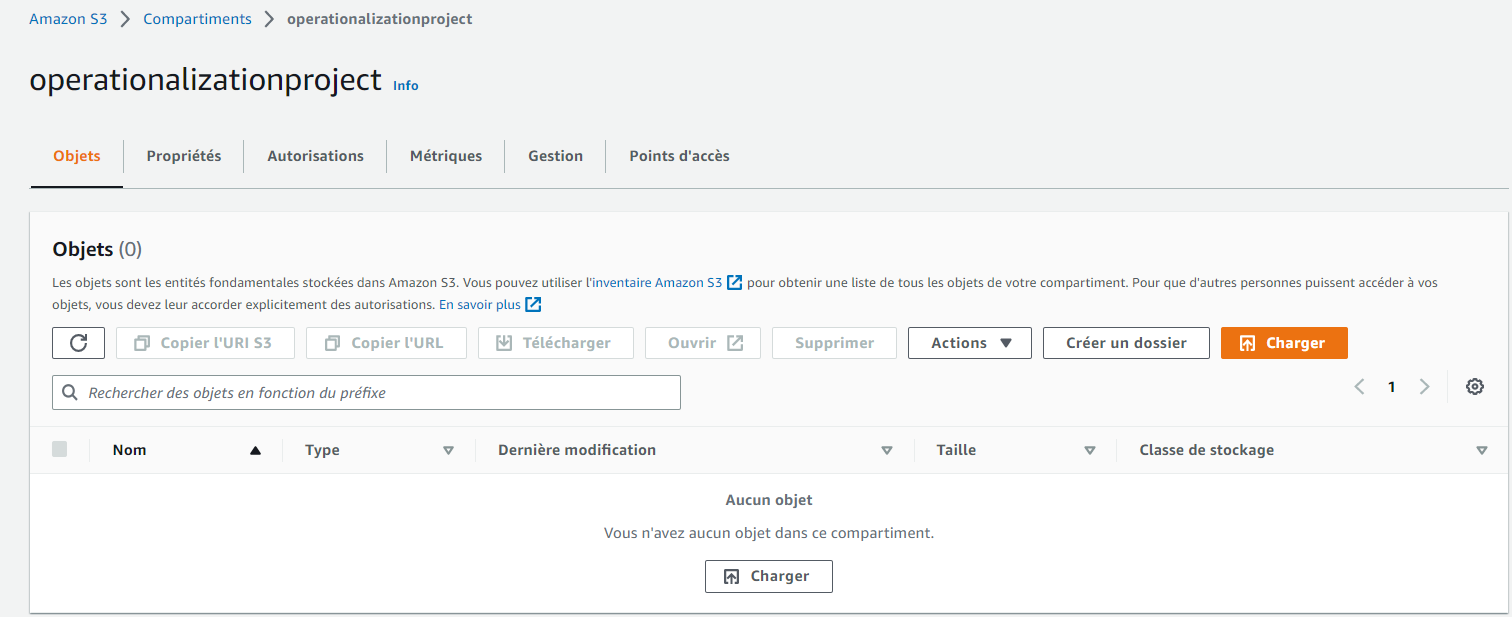 Amazon S3 > Compartiments > operationalizationproject
operationalizationproject Info
Objets Propriétés Autorisations Métriques Gestion Points d'accès
Objets (0)
Les objets sont les entités fondamentales stockées dans Amazon S3. Vous pouvez utiliser l'inventaire Amazon S3 pour obtenir une liste de tous les objets de votre compartiment. Pour que d'autres personnes puissent accéder à vos
objets, vous devez leur accorder explicitement des autorisations. En savoir plus
Copier l'URI S3 Copier l'URL Télécharger Ouvrir Supprimer Actions Créer un dossier Charger
Rechercher des objets en fonction du préfixe 1
Nom Type Dernière modification Taille Classe de stockage
Aucun objet
Vous n'avez aucun objet dans ce compartiment.
Charger